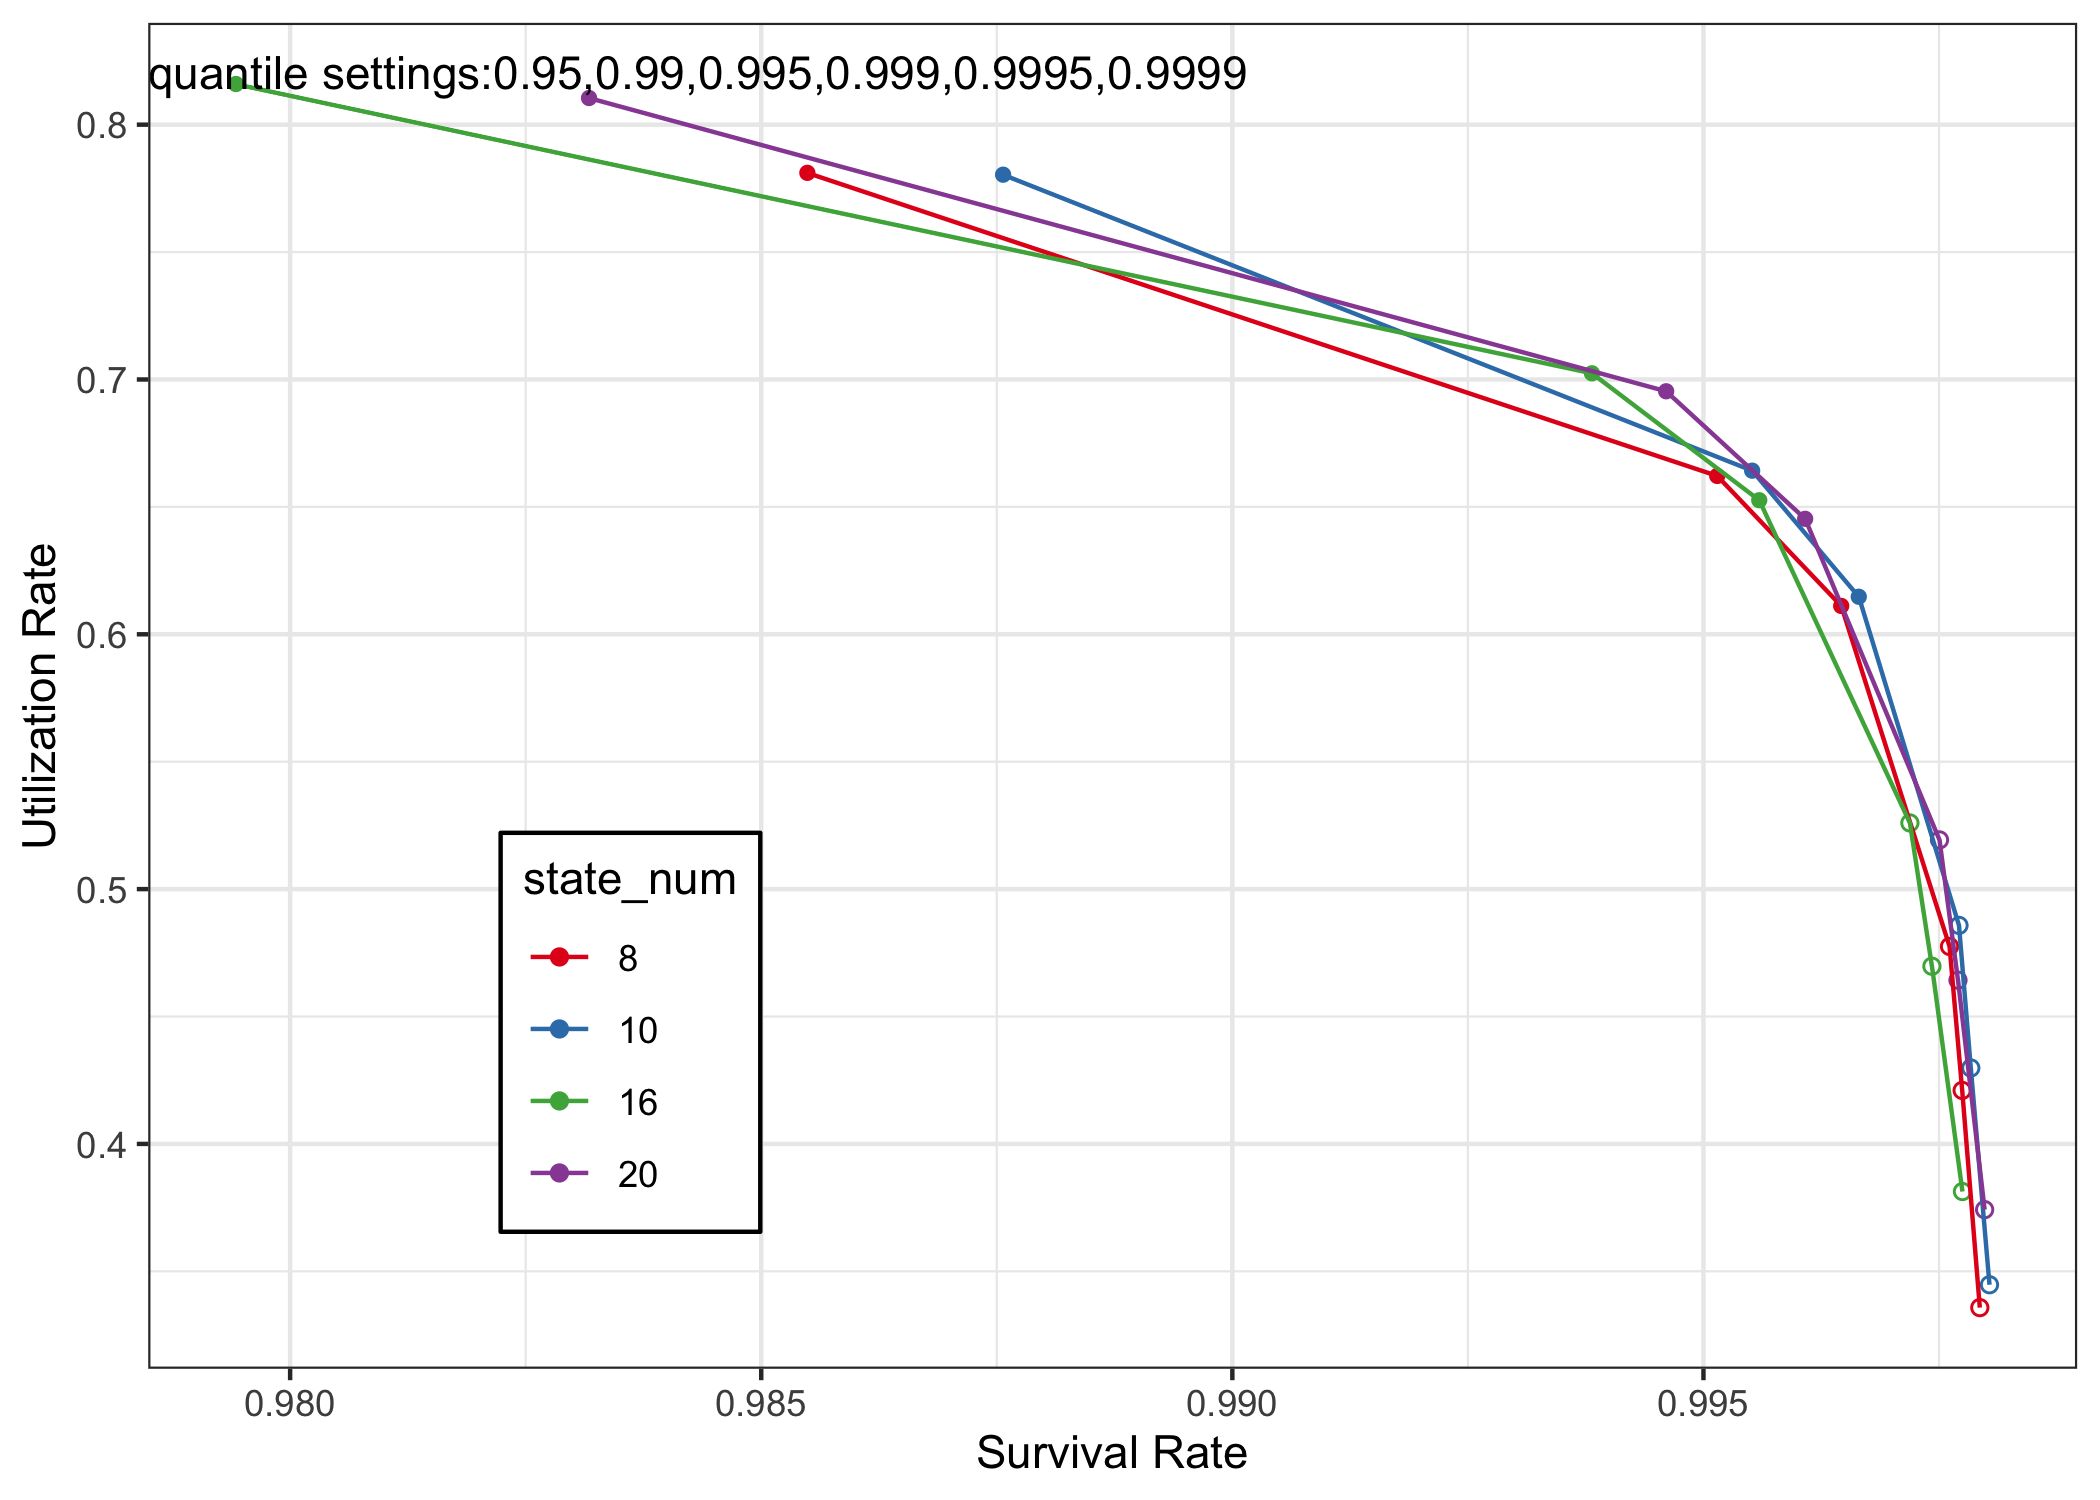 quantile settings:0.95,0.99,0.995,0.999,0.9995,0.9999
0.8
0.7
0.6
0.5
0.4
Utilization Rate
state_num
8
10
16
20
0.980 0.985 0.990 0.995
Survival Rate